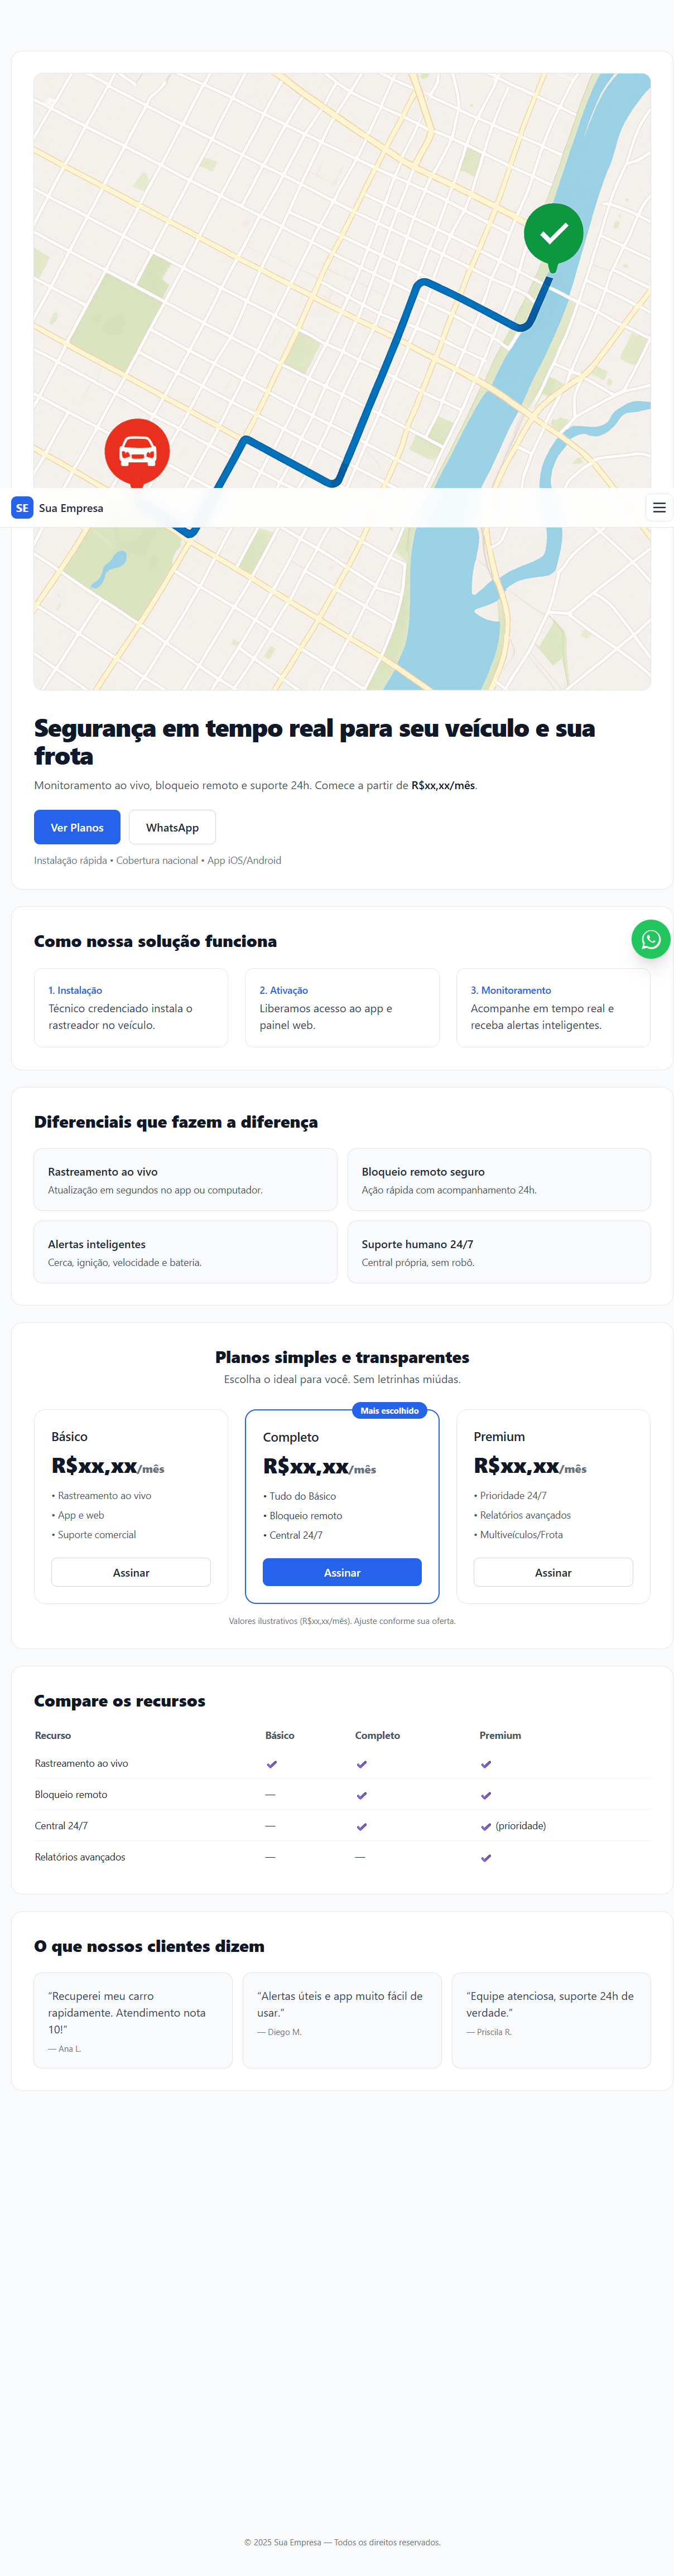 SE Sua Empresa
Segurança em tempo real para seu veículo e sua
frota
Monitoramento ao vivo, bloqueio remoto e suporte 24h. Comece a partir de R$xx,xx/mês.
Ver Planos
WhatsApp
Instalação rápida • Cobertura nacional • App iOS/Android
Como nossa solução funciona
1. Instalação
Técnico credenciado instala o
rastreador no veículo.
2. Ativação
Liberamos acesso ao app e
painel web.
3. Monitoramento
Acompanhe em tempo real e
receba alertas inteligentes.
Diferenciais que fazem a diferença
Rastreamento ao vivo
Atualização em segundos no app ou computador.
Bloqueio remoto seguro
Ação rápida com acompanhamento 24h.
Alertas inteligentes
Cerca, ignição, velocidade e bateria.
Suporte humano 24/7
Central própria, sem robô.
Planos simples e transparentes
Escolha o ideal para você. Sem letrinhas miúdas.
Básico
R$xx,xx/mês
• Rastreamento ao vivo
• App e web
• Suporte comercial
Assinar
Mais escolhido
Completo
R$xx,xx/mês
• Tudo do Básico
• Bloqueio remoto
• Central 24/7
Assinar
Premium
R$xx,xx/mês
• Prioridade 24/7
• Relatórios avançados
• Multiveículos/Frota
Assinar
Valores ilustrativos (R$xx,xx/mês). Ajuste conforme sua oferta.
Compare os recursos
Recurso Básico Completo Premium
Rastreamento ao vivo ✔ ✔ ✔
Bloqueio remoto — ✔ ✔
Central 24/7 — ✔ ✔ (prioridade)
Relatórios avançados — — ✔
O que nossos clientes dizem
“Recuperei meu carro
rapidamente. Atendimento nota
10!”
— Ana L.
“Alertas úteis e app muito fácil de
usar.”
— Diego M.
“Equipe atenciosa, suporte 24h de
verdade.”
— Priscila R.
© 2025 Sua Empresa — Todos os direitos reservados.